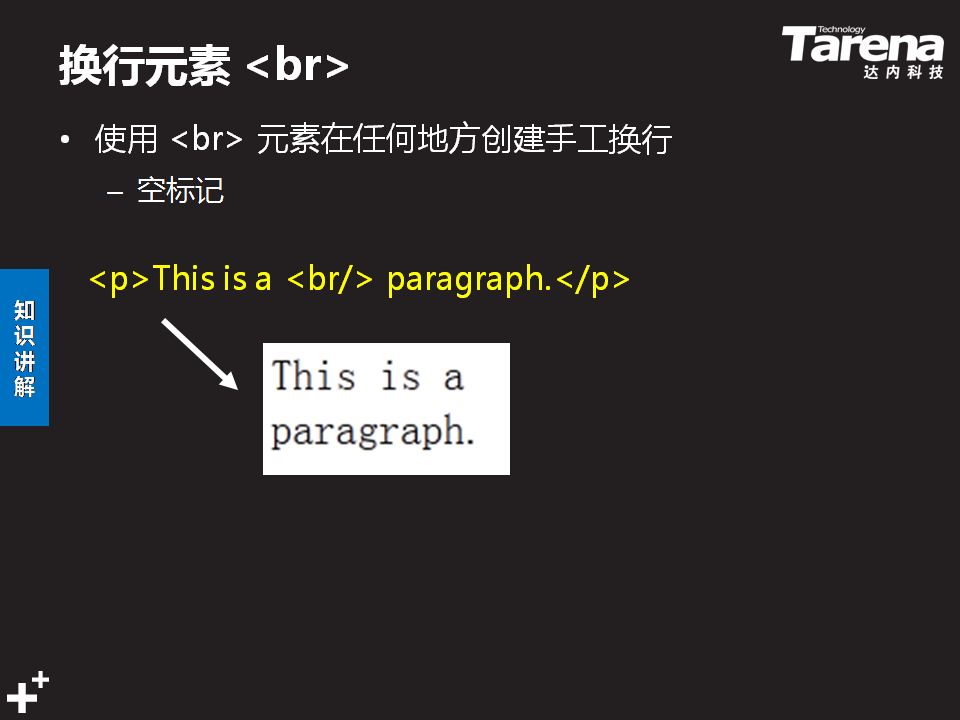 换行元素 <br>
Technology
Tarena
达内科技
• 使用 <br> 元素在任何地方创建手工换行
– 空标记
<p>This is a <br/> paragraph.</p>
知识讲解
This is a
paragraph.